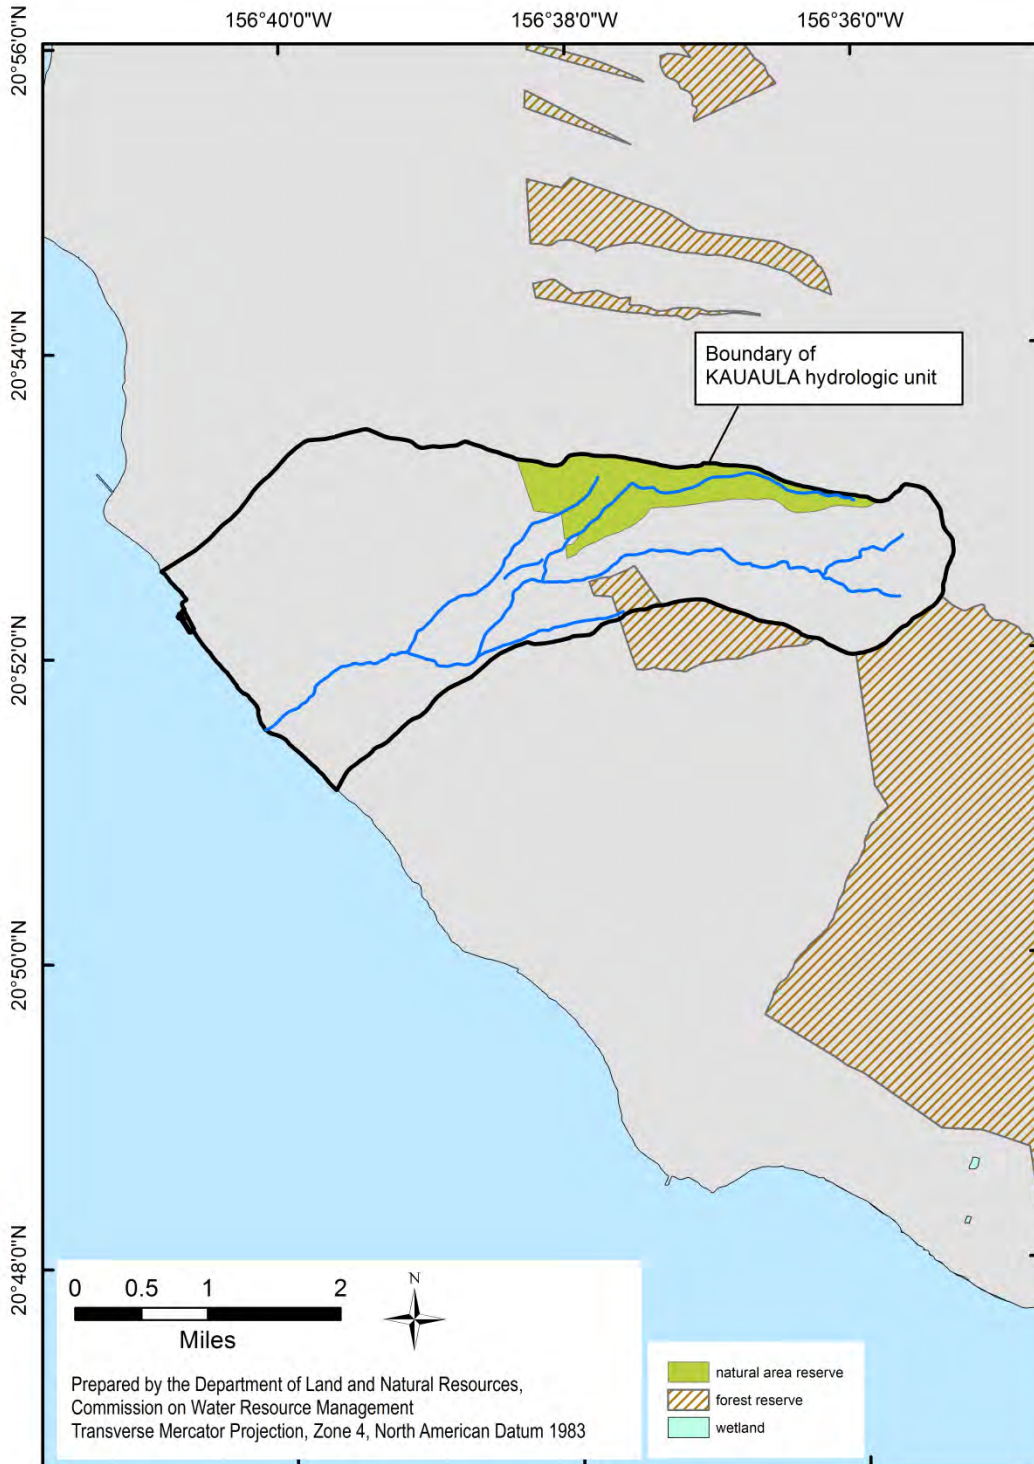 156°40'0"W 156°38'0"W 156°36'0"W
20°56'0"N
20°54'0"N
Boundary of
KAUAULA hydrologic unit
20°52'0"N
20°50'0"N
20°48'0"N
0 0.5 1 2
Miles
N
Prepared by the Department of Land and Natural Resources,
Commission on Water Resource Management
Transverse Mercator Projection, Zone 4, North American Datum 1983
natural area reserve
forest reserve
wetland